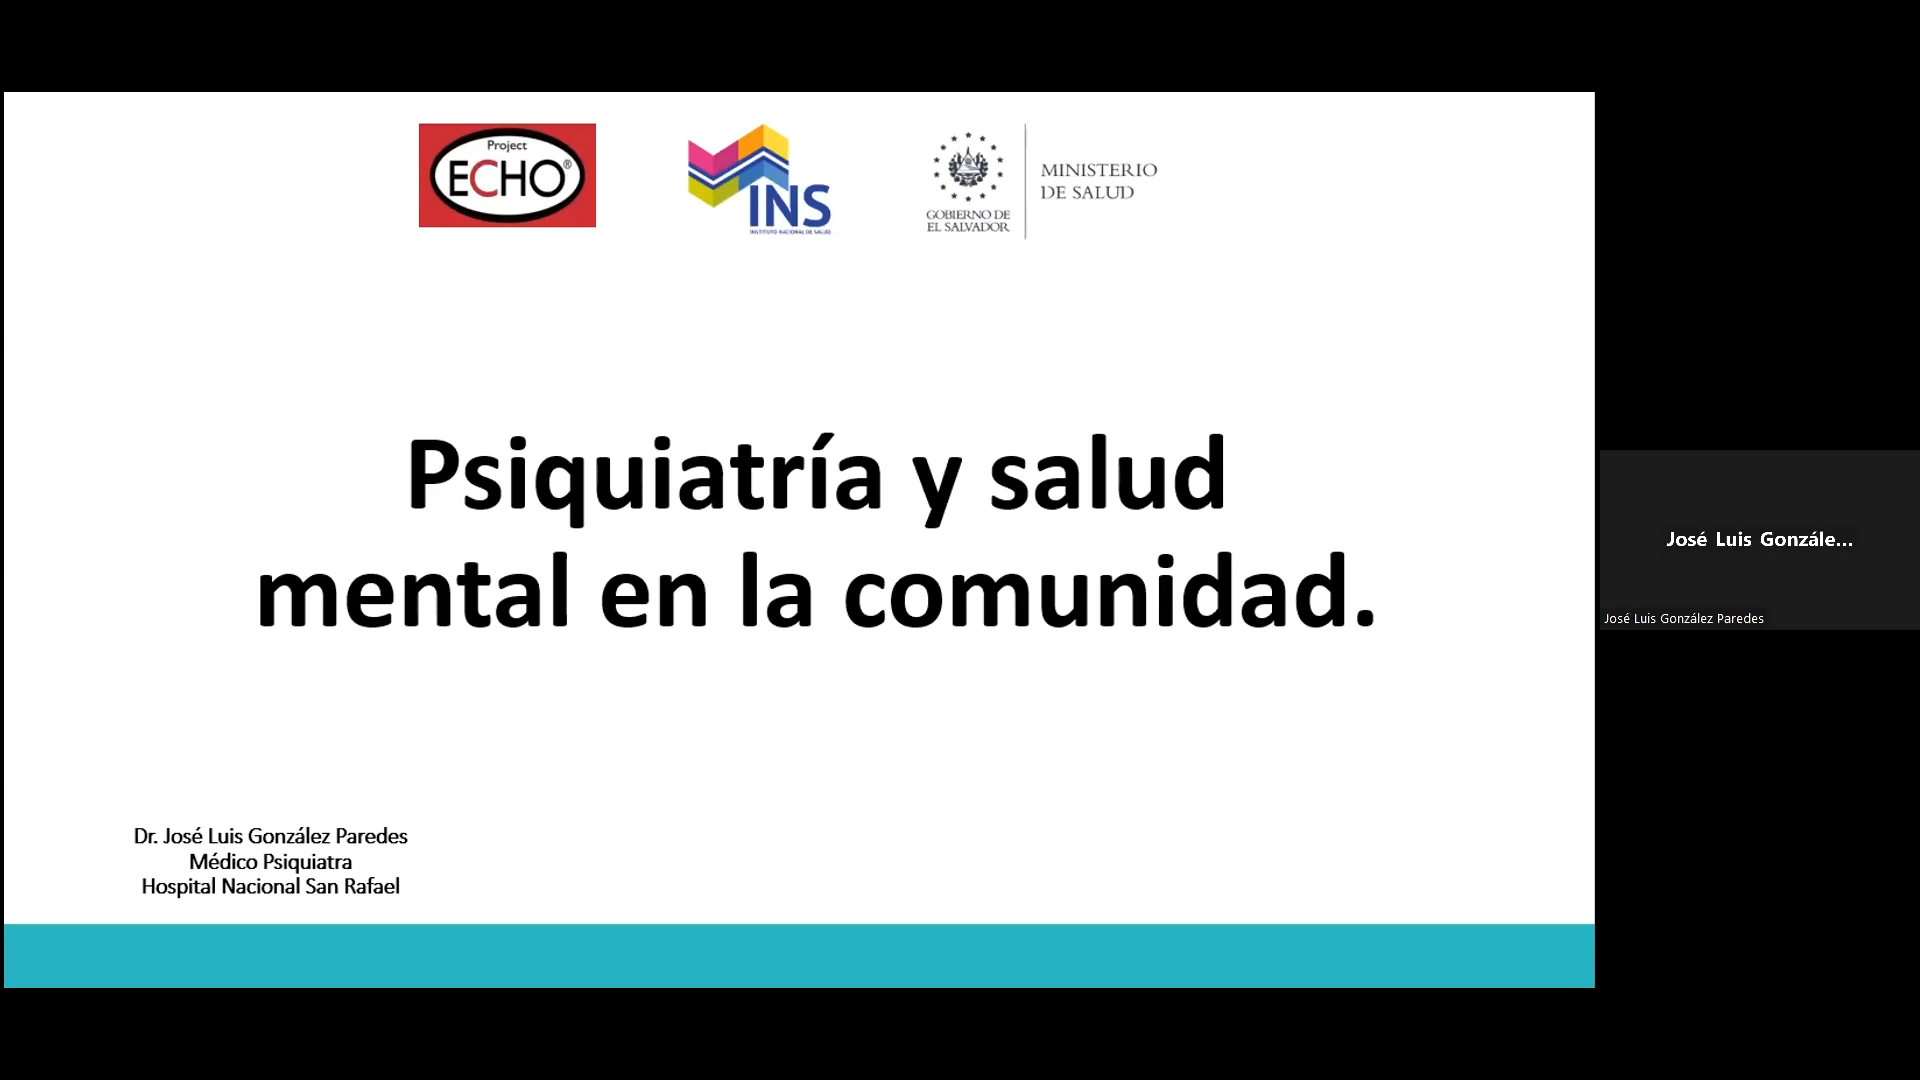 Project
ECHO®
INS
INSTITUTO NACIONAL DE SALUD
GOBIERNO DE
EL SALVADOR
MINISTERIO
DE SALUD
Psiquiatría y salud
mental en la comunidad.
Dr. José Luis González Paredes
Médico Psiquiatra
Hospital Nacional San Rafael
José Luis Gonzále...
José Luis González Paredes